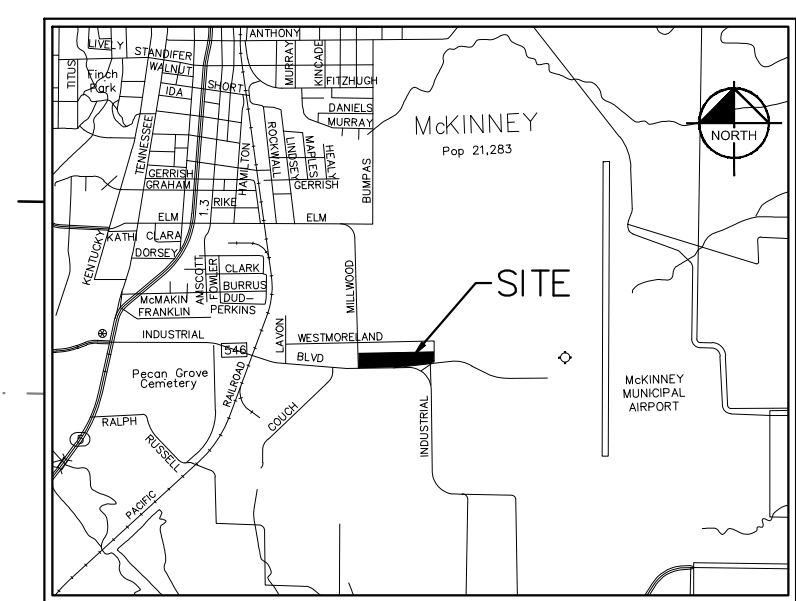 ANTHONY
LIVELY
STANDIFER
MURRAY
KINCADE
TITUS
WALNUT
Finch
Park
IDA
SHORT
FITZHUGH
DANIELS
MURRAY
McKINNEY
Pop 21,283
NORTH
TENNESSEE
HAMILTON
ROCKWALL
LINDSEY
MAPLES
HEALY
BUMPAS
GERRISH
GRAHAM
GERRISH
1.3
RIKE
ELM
ELM
KENTUCKY
KATHI
CLARA
DORSEY
AMSCOTT
FOWLER
CLARK
BURRUS
DUD-
PERKINS
MILLWOOD
SITE
McMAKIN
FRANKLIN
INDUSTRIAL
546
LAVON
WESTMORELAND
BLVD
Pecan Grove
Cemetery
RAILROAD
COUCH
INDUSTRIAL
McKINNEY
MUNICIPAL
AIRPORT
RALPH
5
RUSSELL
PACIFIC